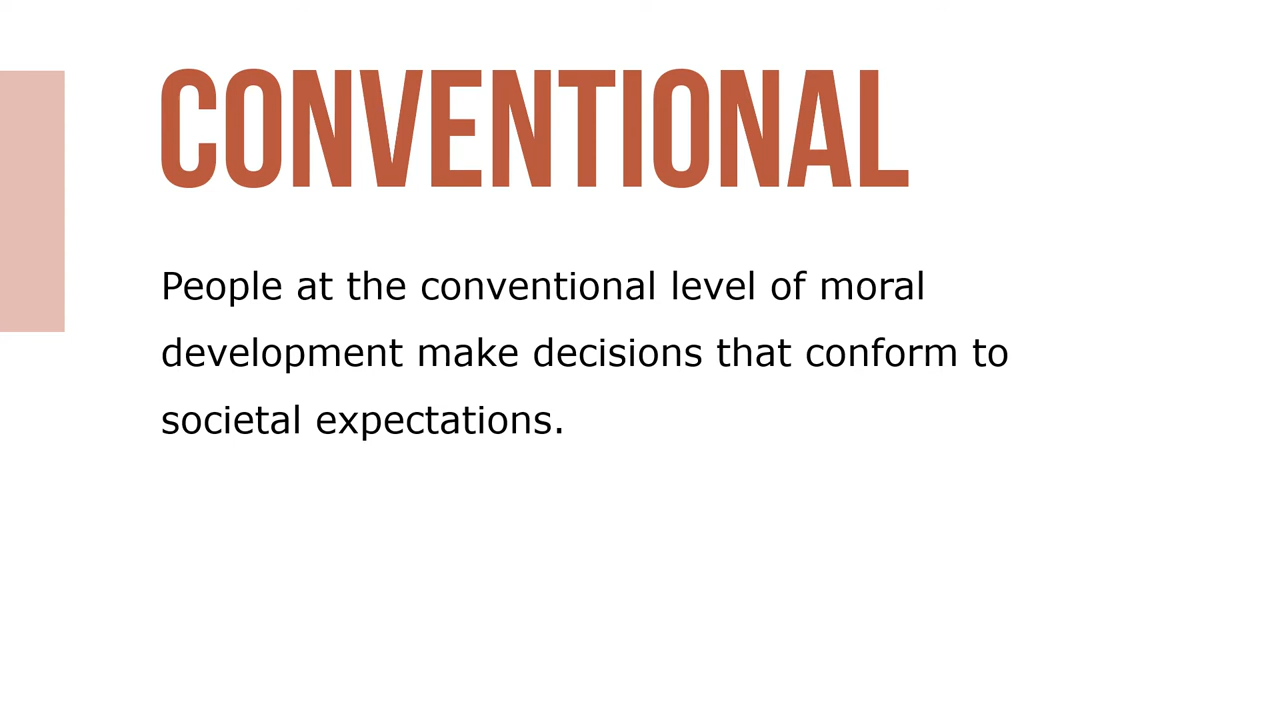 CONVENTIONAL
People at the conventional level of moral
development make decisions that conform to
societal expectations.